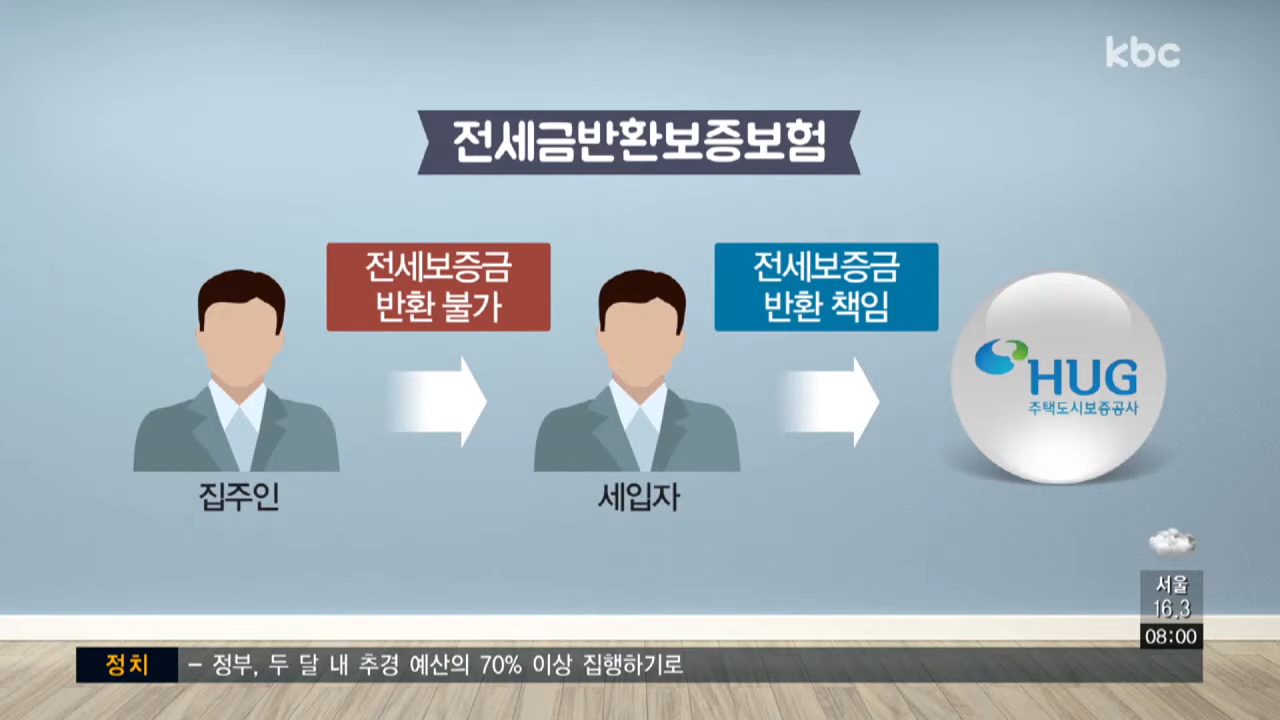 kbc
전세금반환보증보험
전세보증금
반환 불가
전세보증금
반환 책임
HUG
주택도시보증공사
집주인
세입자
서울
16.3
08:00
정치
- 정부, 두 달 내 추경 예산의 70% 이상 집행하기로